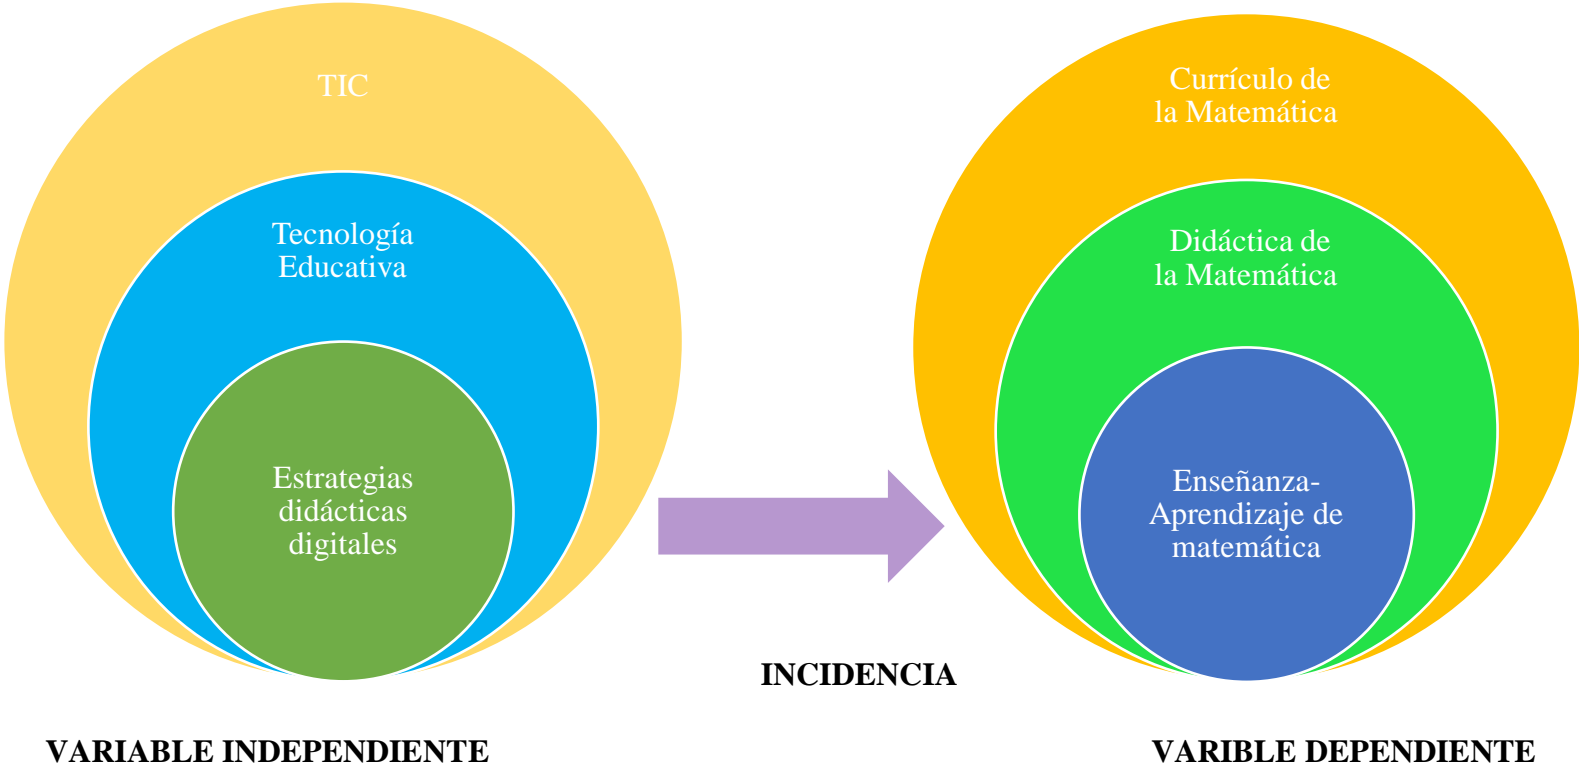 TIC
Tecnología
Educativa
Estrategias
didácticas
digitales
Currículo de
la Matemática
Didáctica de
la Matemática
Enseñanza-
Aprendizaje de
matemática
INCIDENCIA
VARIABLE INDEPENDIENTE
VARIBLE DEPENDIENTE